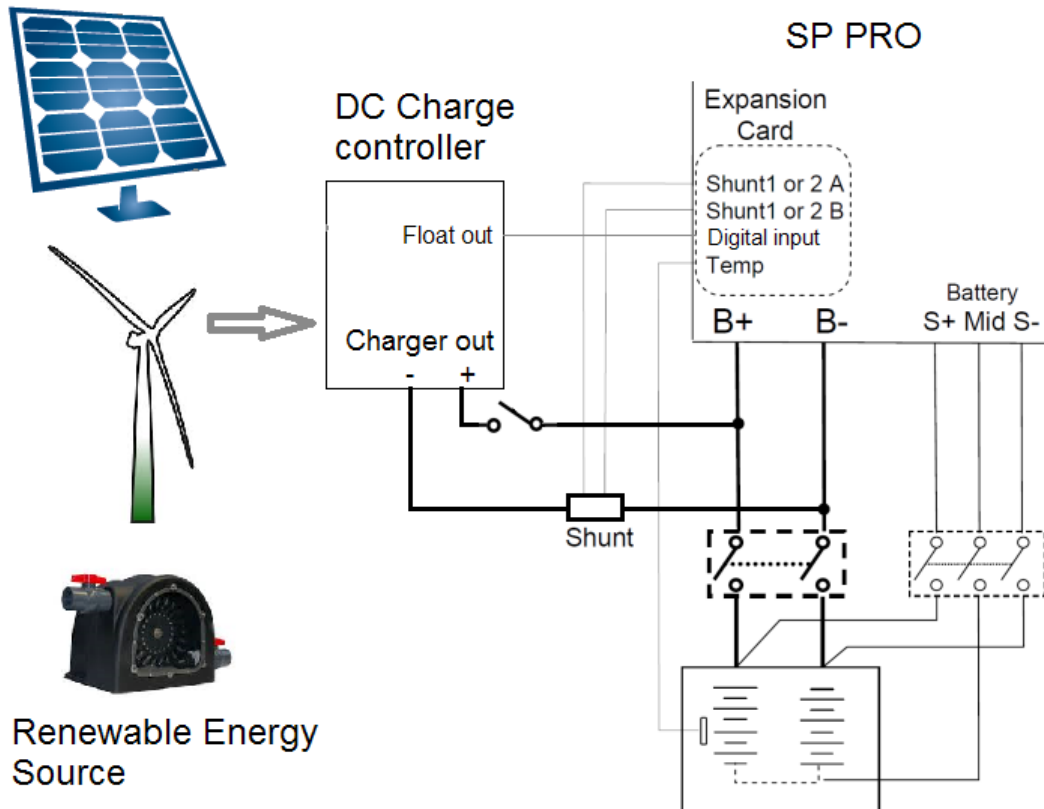 SP PRO
DC Charge
controller
Expansion
Card
Shunt1 or 2 A
Shunt1 or 2 B
Digital input
Temp
Float out
Charger out
- +
B+ B-
Battery
S+ Mid S-
Shunt
Renewable Energy
Source